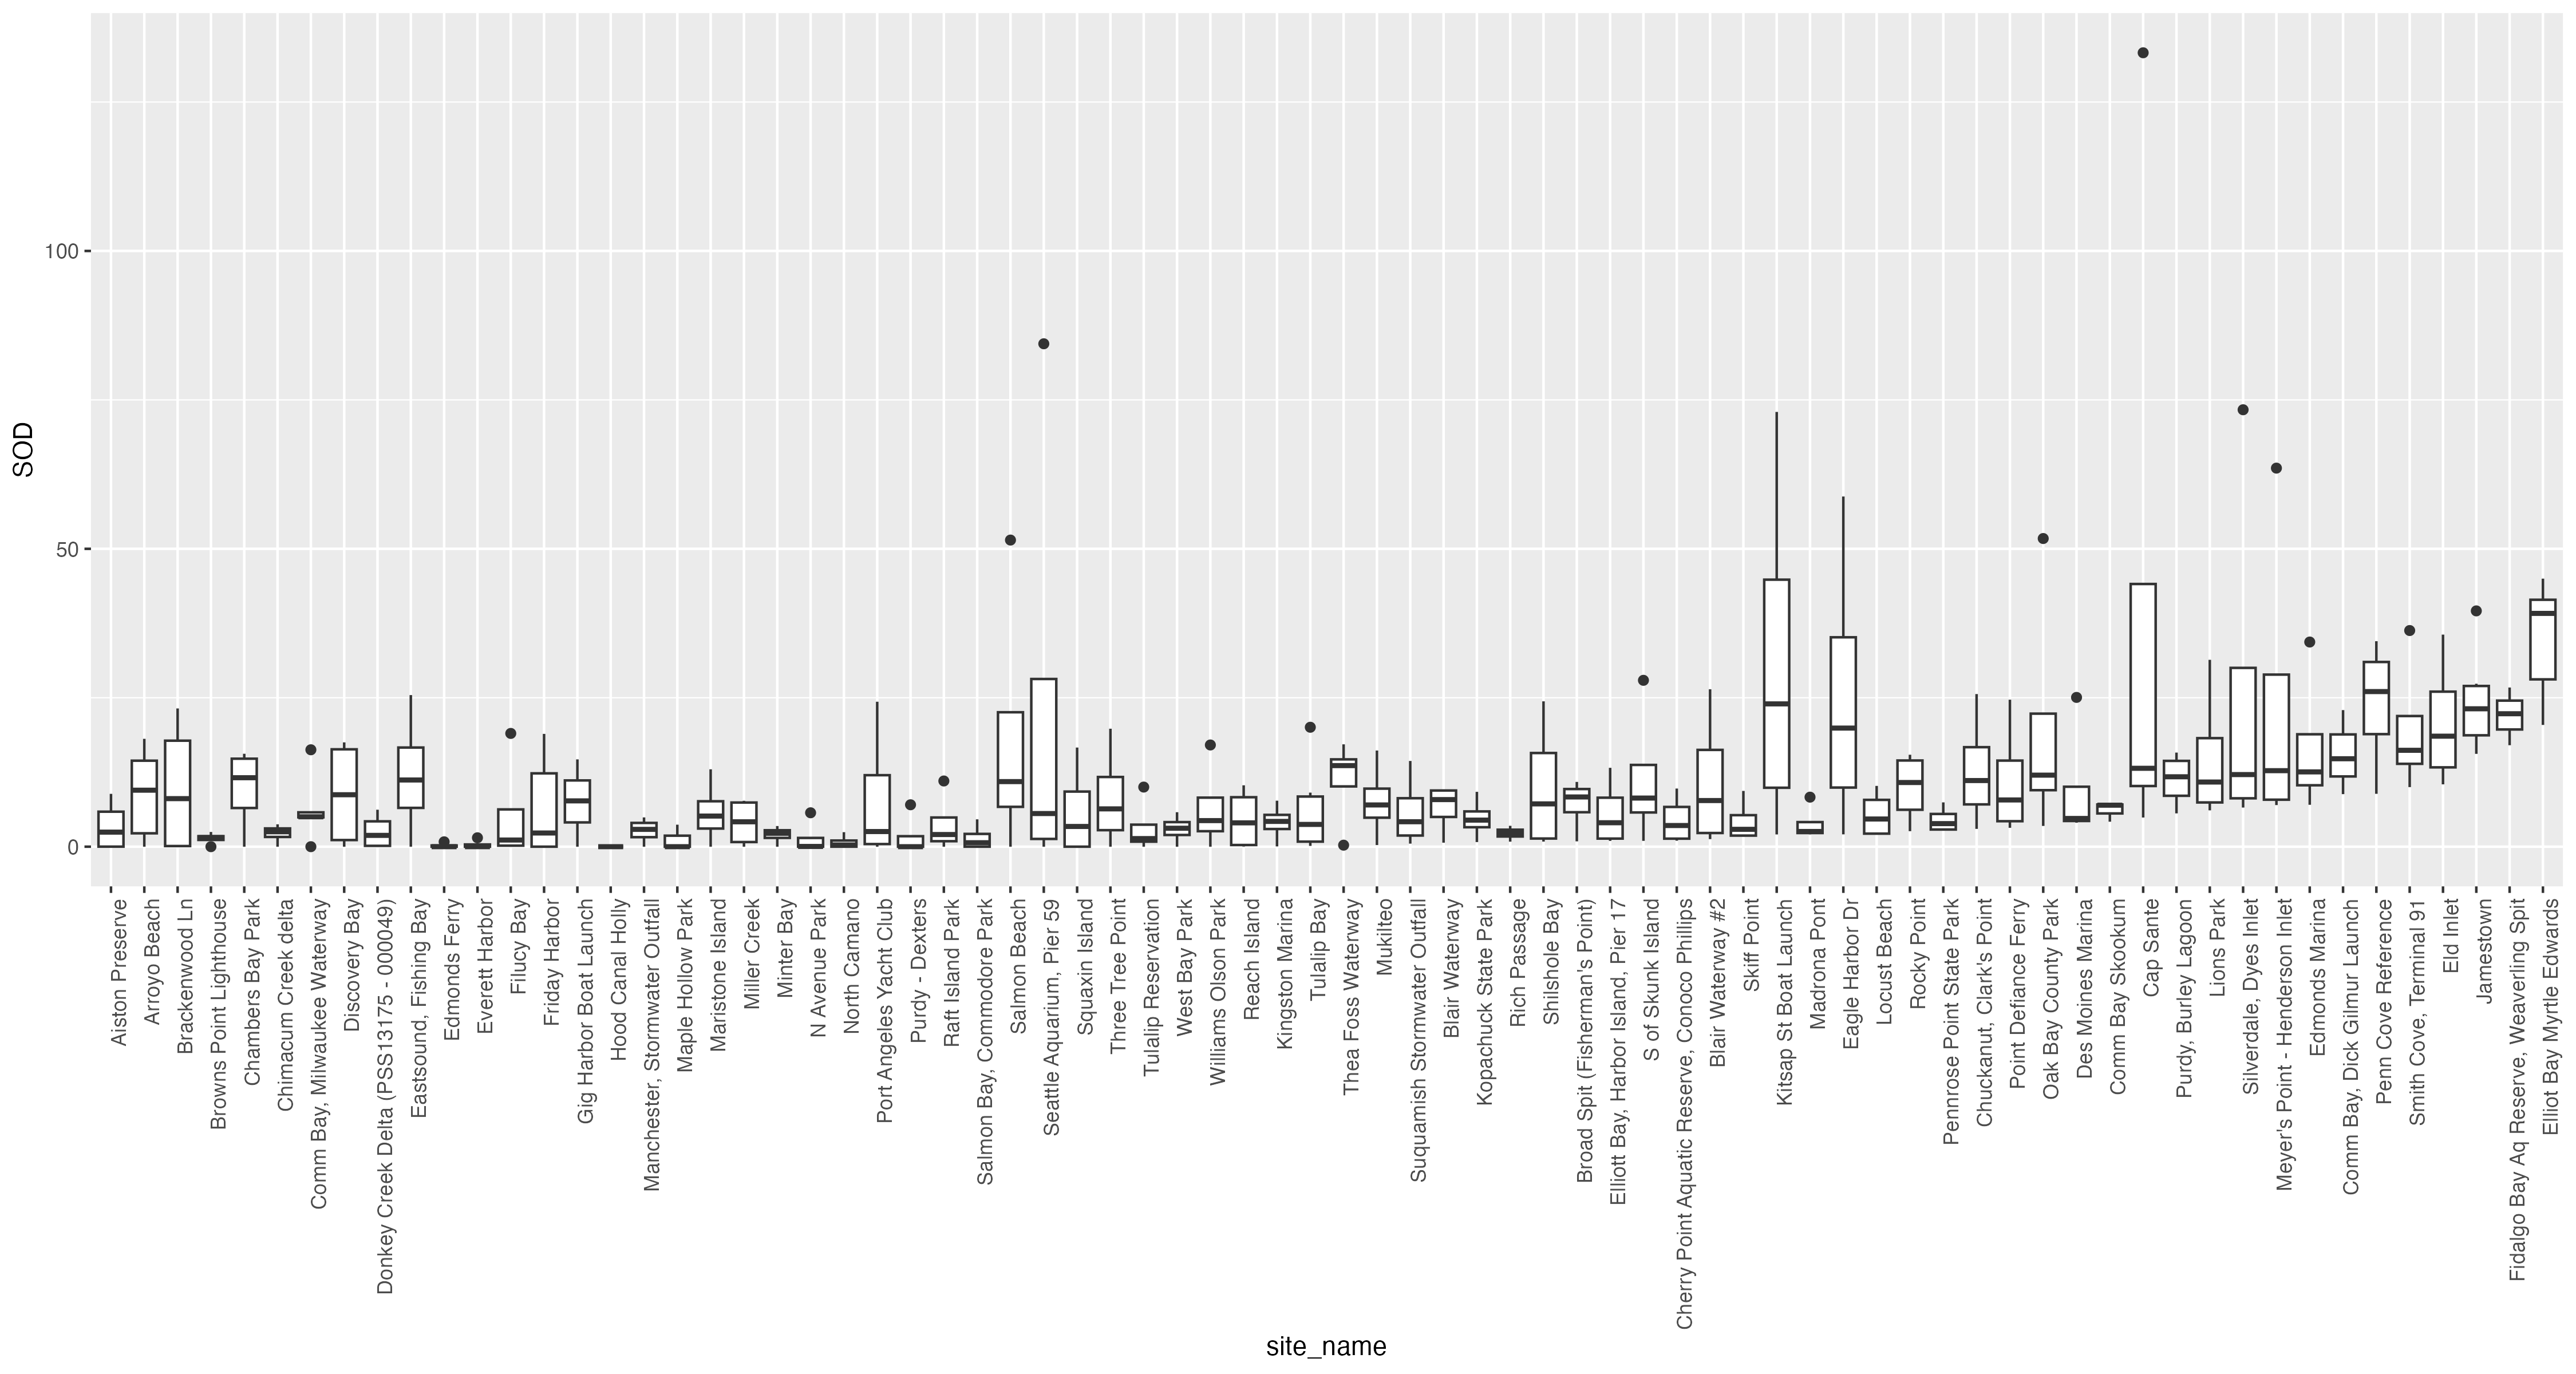 SOD
100
50
0
Aiston Preserve
Arroyo Beach
Brackenwood Ln
Browns Point Lighthouse
Chambers Bay Park
Chimacum Creek delta
Comm Bay, Milwaukee Waterway
Discovery Bay
Donkey Creek Delta (PSS13175 - 000049)
Eastsound, Fishing Bay
Edmonds Ferry
Everett Harbor
Filucy Bay
Friday Harbor
Gig Harbor Boat Launch
Hood Canal Holly
Manchester, Stormwater Outfall
Maple Hollow Park
Maristone Island
Miller Creek
Minter Bay
N Avenue Park
North Camano
Port Angeles Yacht Club
Purdy - Dexters
Raft Island Park
Salmon Bay, Commodore Park
Salmon Beach
Seattle Aquarium, Pier 59
Squaxin Island
Three Tree Point
Tulalip Reservation
West Bay Park
Williams Olson Park
Reach Island
Kingston Marina
Tulalip Bay
Thea Foss Waterway
Mukilteo
Suquamish Stormwater Outfall
Blair Waterway
Kopachuck State Park
Rich Passage
Shilshole Bay
Broad Spit (Fisherman's Point)
Elliott Bay, Harbor Island, Pier 17
S of Skunk Island
Cherry Point Aquatic Reserve, Conoco Phillips
Blair Waterway #2
Skiff Point
Kitsap St Boat Launch
Madrona Pont
Eagle Harbor Dr
Locust Beach
Rocky Point
Pennrose Point State Park
Chuckanut, Clark's Point
Point Defiance Ferry
Oak Bay County Park
Des Moines Marina
Comm Bay Skookum
Cap Sante
Purdy, Burley Lagoon
Lions Park
Silverdale, Dyes Inlet
Meyer's Point - Henderson Inlet
Edmonds Marina
Comm Bay, Dick Gilmur Launch
Penn Cove Reference
Smith Cove, Terminal 91
Eld Inlet
Jamestown
Fidalgo Bay Aq Reserve, Weaverling Spit
Elliot Bay Myrtle Edwards
site_name